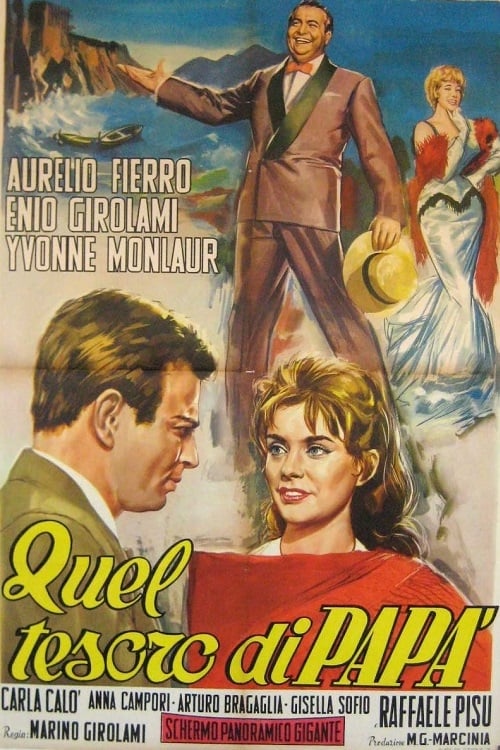 AURELIO FIERRO
ENIO GIROLAMI
YVONNE MONLAUR
Quel
tesoro di PAPA'
CARLA CALO' ANNA CAMPORI · ARTURO BRAGAGLIA · GISELLA SOFIO
e RAFFAELE PISU
Regia: MARINO GIROLAMI
SCHERMO PANORAMICO GIGANTE
Produzione M.G-MARCINIA